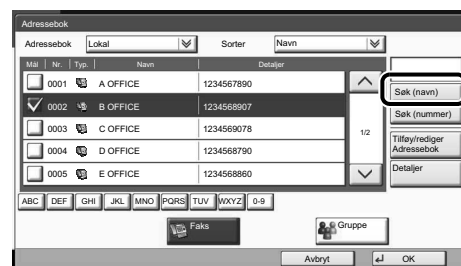 Adressebok
Adressebok Lokal Sorter Navn
Mål Nr. Typ. Navn Detaljer
0001 A OFFICE 1234567890
0002 B OFFICE 1234568907
0003 C OFFICE 1234569078
0004 D OFFICE 1234568790
0005 E OFFICE 1234568860
1/2
Søk (navn)
Søk (nummer)
Tilføy/rediger
Adressebok
Detaljer
ABC DEF GHI JKL MNO PQRS TUV WXYZ 0-9
Faks Gruppe
Avbryt OK